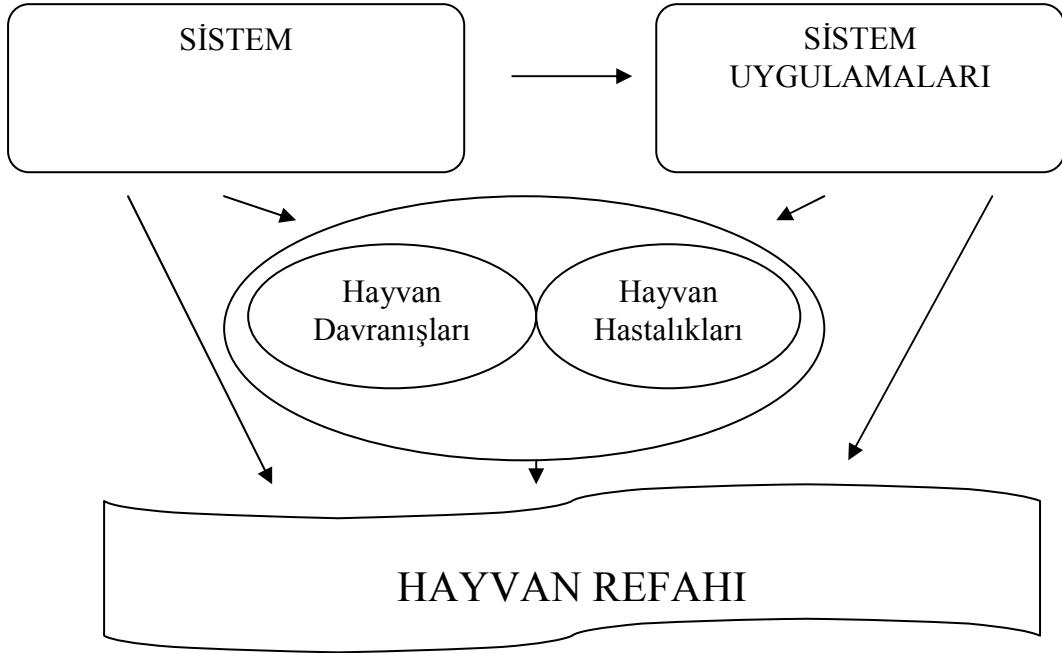 SİSTEM
SİSTEM
UYGULAMALARI
Hayvan
Davranışları
Hayvan
Hastalıkları
HAYVAN REFAHI